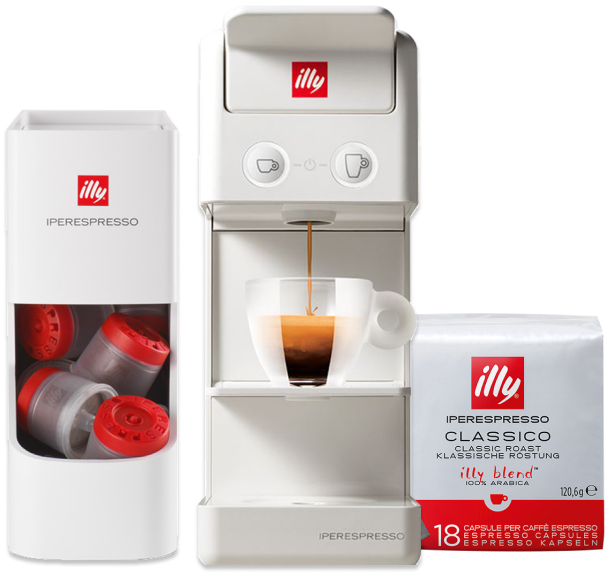 illy
IPERESPRESSO
illy
IPERESPRESSO
illy
IPERESPRESSO
CLASSICO
CLASSIC ROAST
KLASSISCHE RÖSTUNG
illy blend™
100% ARABICA
120,6g ℮
18 CAPSULE PER CAFFÈ ESPRESSO
ESPRESSO CAPSULES
ESPRESSO KAPSELN